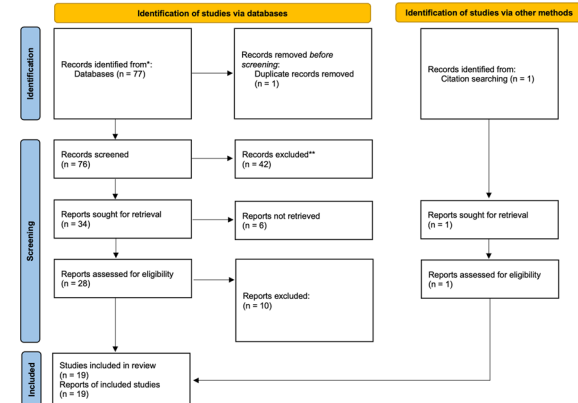 Identification of studies via databases
Identification of studies via other methods
Identification
Records identified from*:
Databases (n = 77)
Records removed before
screening:
Duplicate records removed
(n = 1)
Records identified from:
Citation searching (n = 1)
Screening
Records screened
(n = 76)
Records excluded**
(n = 42)
Reports sought for retrieval
(n = 34)
Reports not retrieved
(n = 6)
Reports sought for retrieval
(n = 1)
Reports assessed for eligibility
(n = 28)
Reports excluded:
(n = 10)
Reports assessed for eligibility
(n = 1)
Included
Studies included in review
(n = 19)
Reports of included studies
(n = 19)